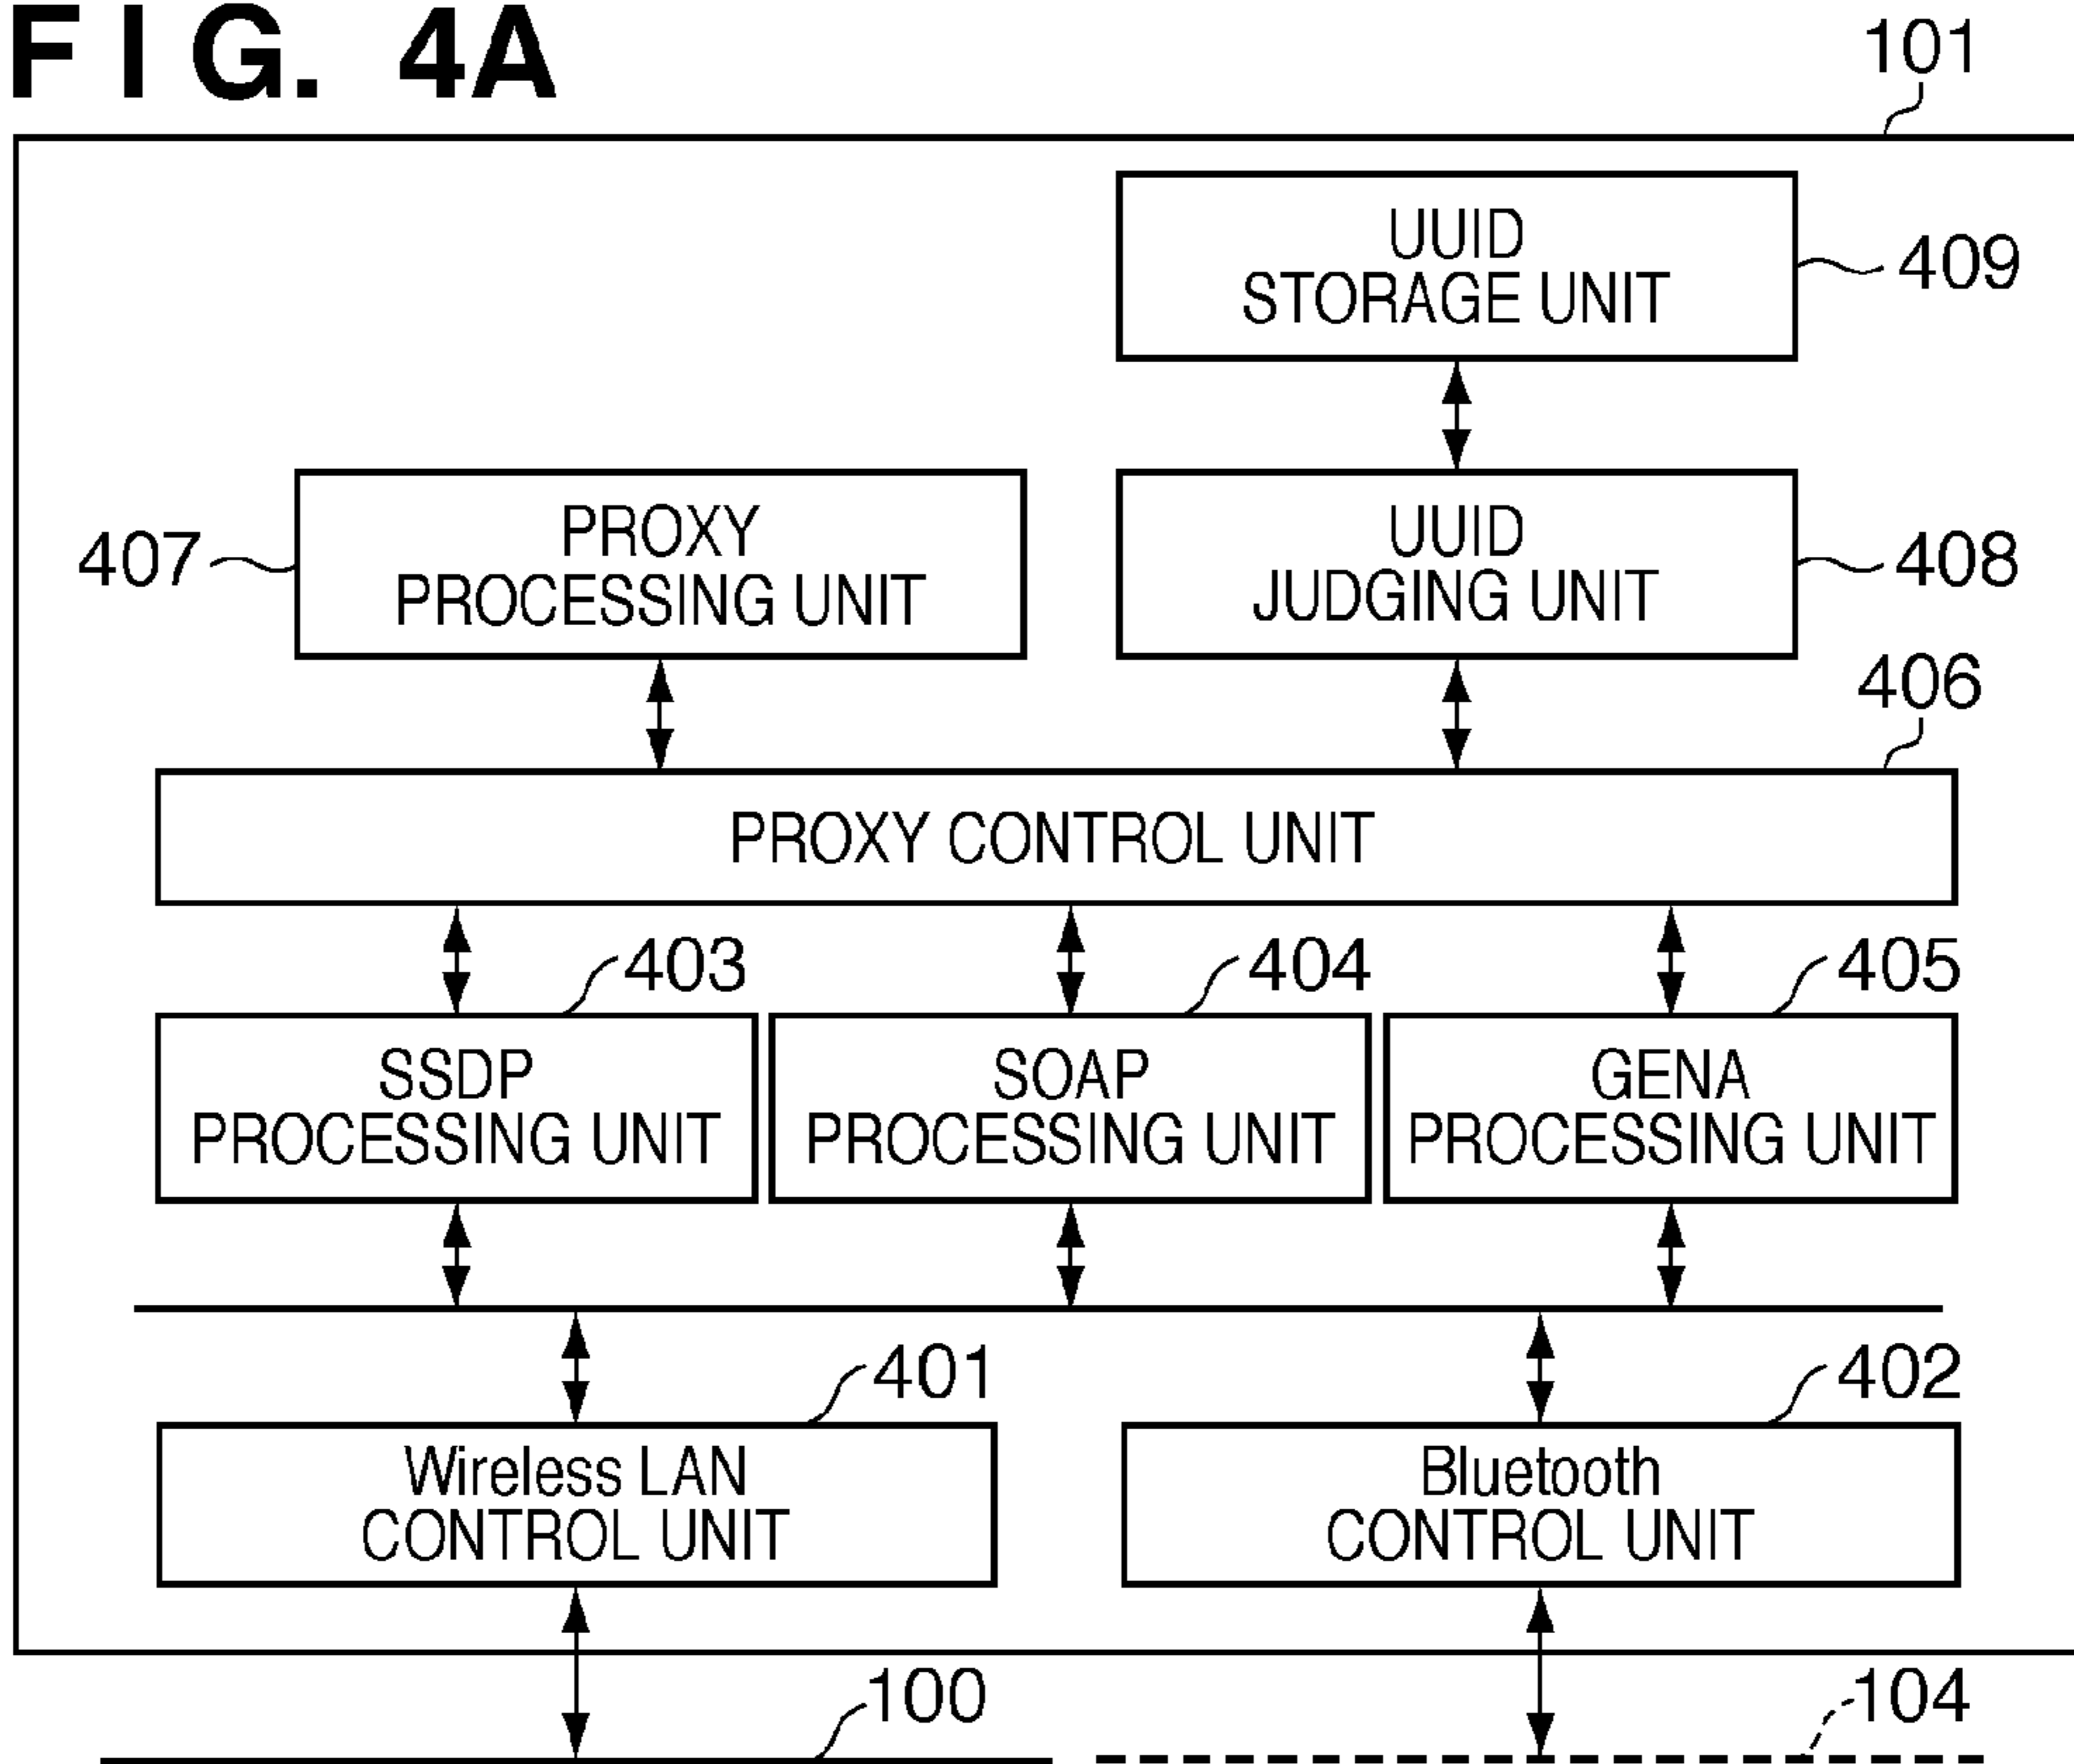 FIG. 4A
101
UUID
STORAGE UNIT
409
407
PROXY
PROCESSING UNIT
UUID
JUDGING UNIT
408
406
PROXY CONTROL UNIT
403
404
405
SSDP
PROCESSING UNIT
SOAP
PROCESSING UNIT
GENA
PROCESSING UNIT
401
402
Wireless LAN
CONTROL UNIT
Bluetooth
CONTROL UNIT
100
104